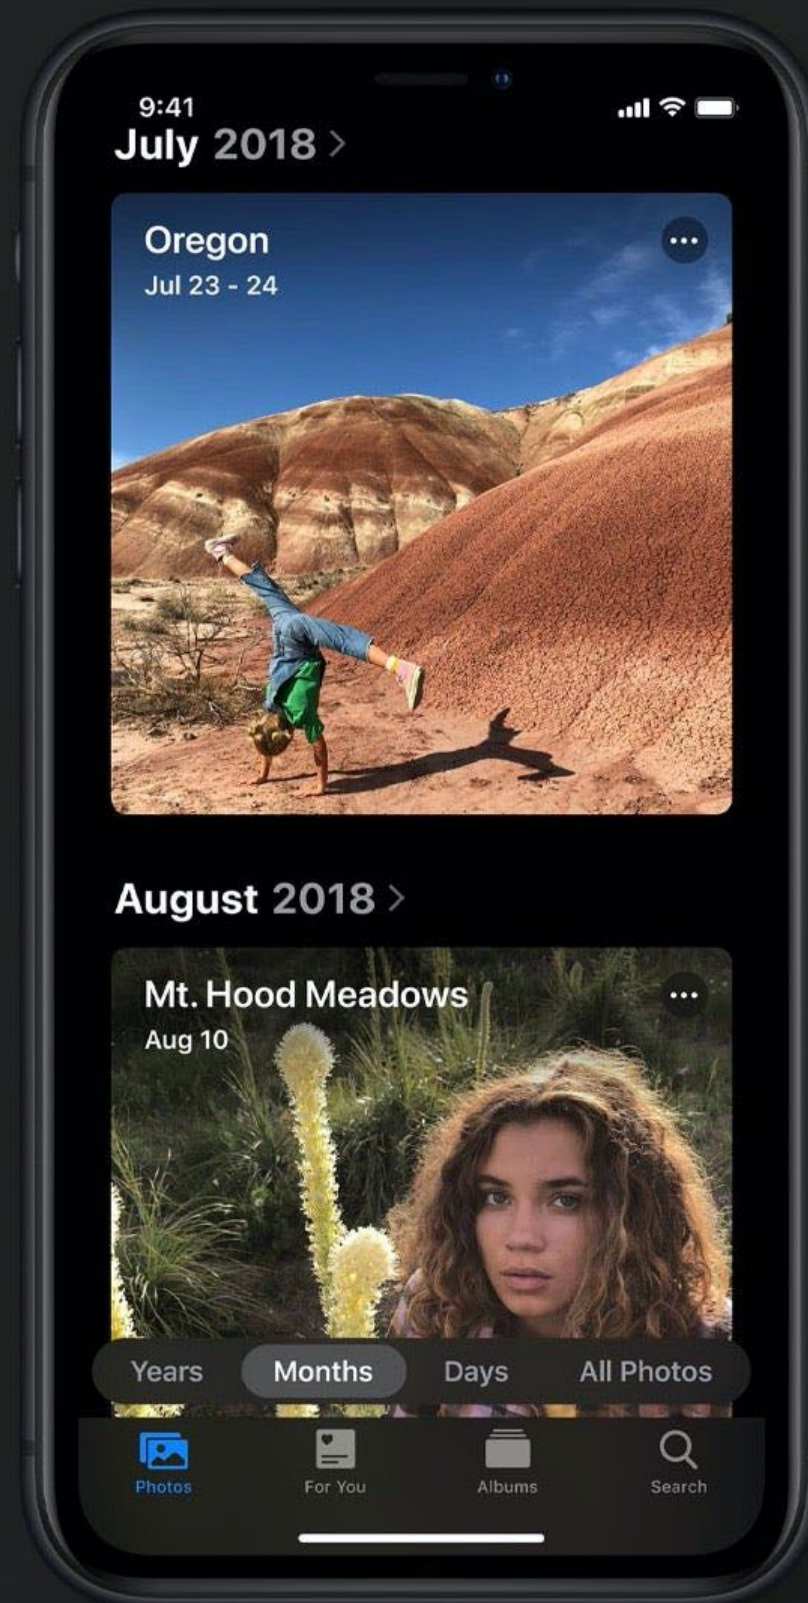 9:41
July 2018 >
Oregon
Jul 23 - 24
August 2018 >
Mt. Hood Meadows
Aug 10
Years Months Days All Photos
Photos For You Albums Search